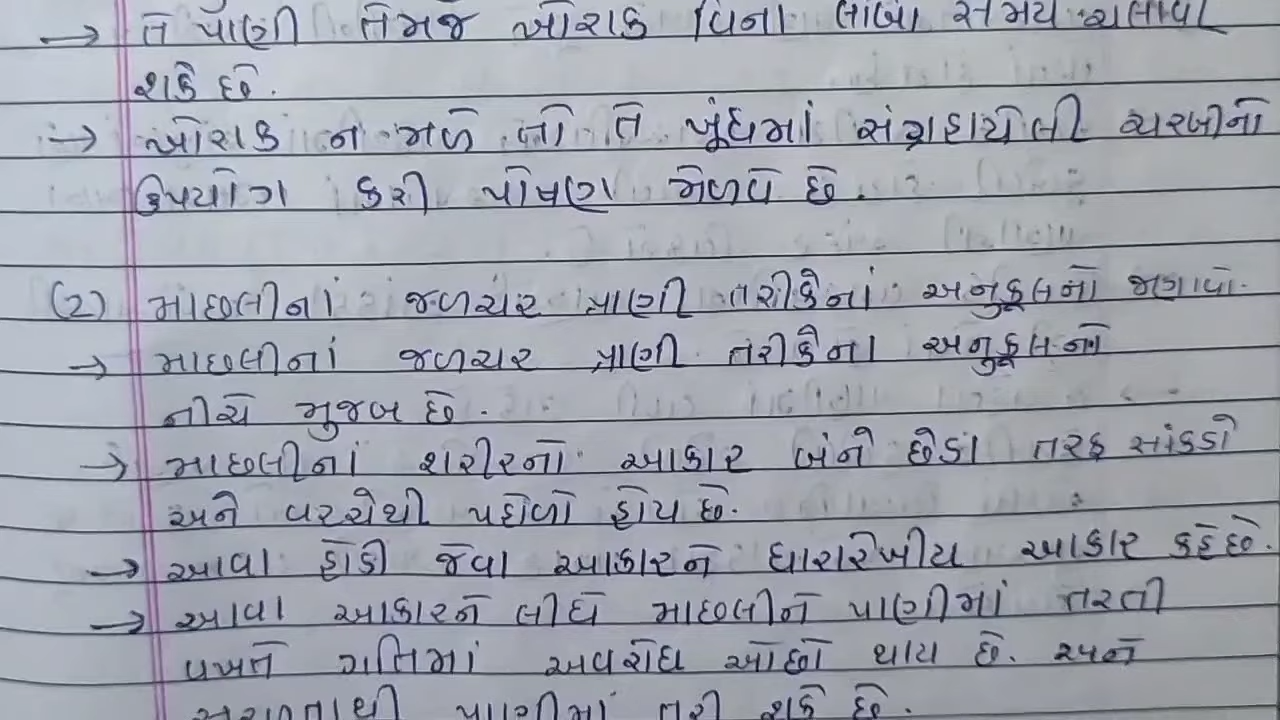 → તે પાણી તેમજ ખોરાક વિના લાંબા સમય ચલાવી
શકે છે.
→ ખોરાક ન મળે તો તે ખૂંધમાં સંગ્રહાયેલી ચરબીનો
ઉપયોગ કરી પોષણ મેળવે છે.
(2) માછલીનાં જળચર પ્રાણી તરીકેનાં અનુકૂલનો જણાવો.
→ માછલીનાં જળચર પ્રાણી તરીકેના અનુકૂલનો
નીચે મુજબ છે.
→ માછલીનાં શરીરનો આકાર બંને છેડા તરફ સાંકડો
અને વચ્ચેથી પહોળો હોય છે.
→ આવા હોડી જેવા આકારને ધારારેખીય આકાર કહે છે.
→ આવા આકારને લીધે માછલીને પાણીમાં તરતી
વખતે ગતિમાં અવરોધ ઓછો થાય છે. અને
સરળતાથી પાણીમાં તરી શકે છે.